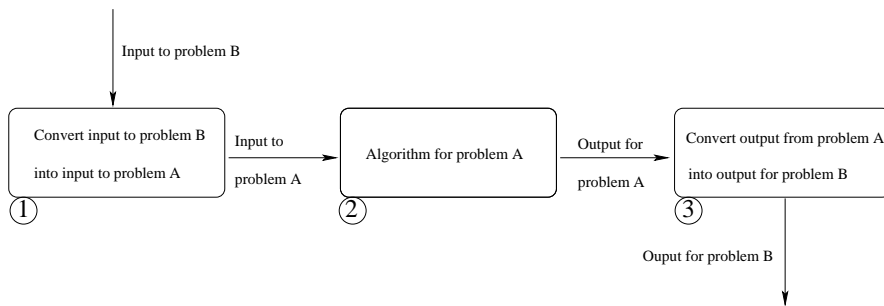 Input to problem B
Convert input to problem B
into input to problem A
1
Input to
problem A
Algorithm for problem A
2
Output for
problem A
Convert output from problem A
into output for problem B
3
Ouput for problem B